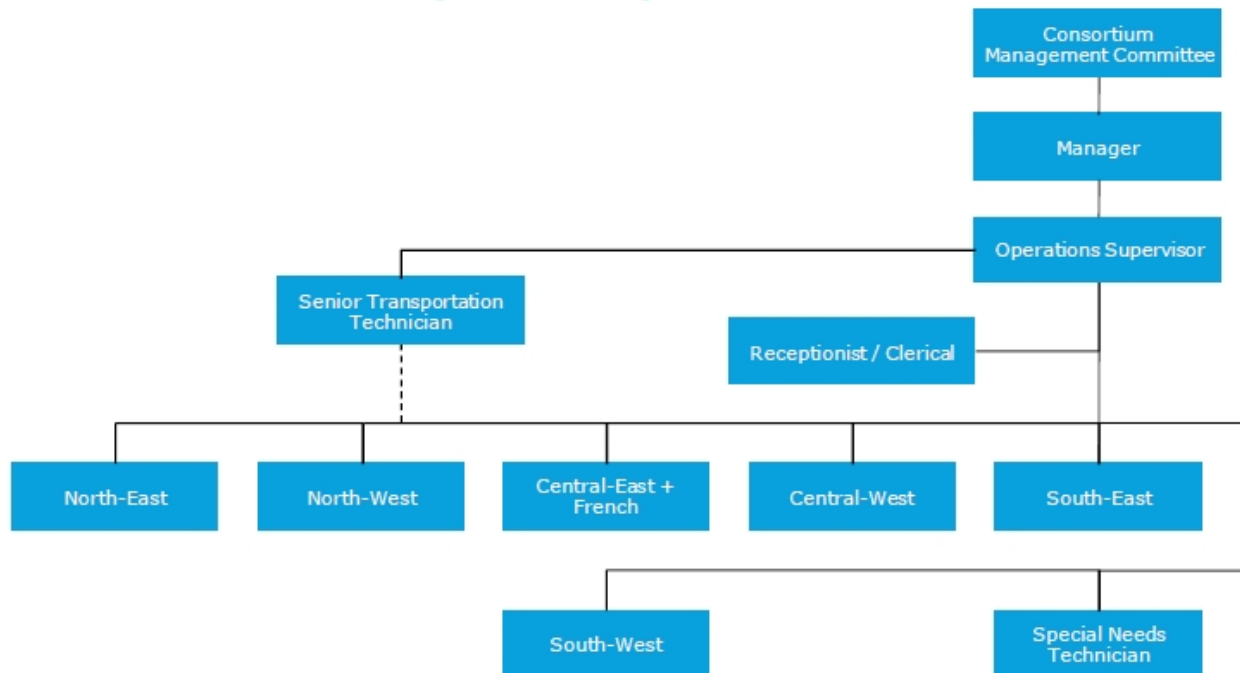 Consortium
Management Committee
Manager
Operations Supervisor
Senior Transportation
Technician
Receptionist / Clerical
North-East
North-West
Central-East +
French
Central-West
South-East
South-West
Special Needs
Technician